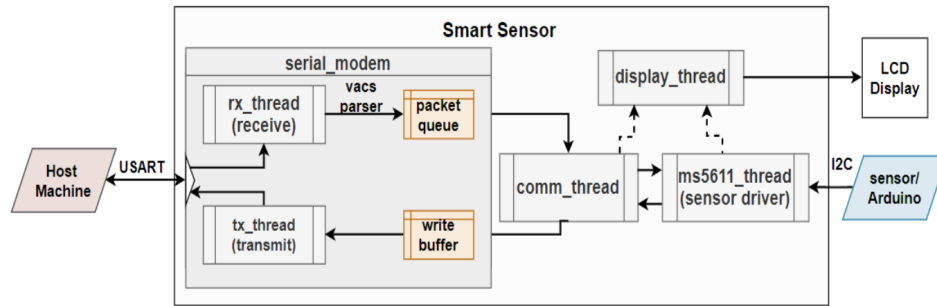 Smart Sensor
serial_modem
rx_thread
(receive)
vacs
parser
packet
queue
display_thread
LCD
Display
Host
Machine
USART
comm_thread
ms5611_thread
(sensor driver)
I2C
sensor/
Arduino
tx_thread
(transmit)
write
buffer